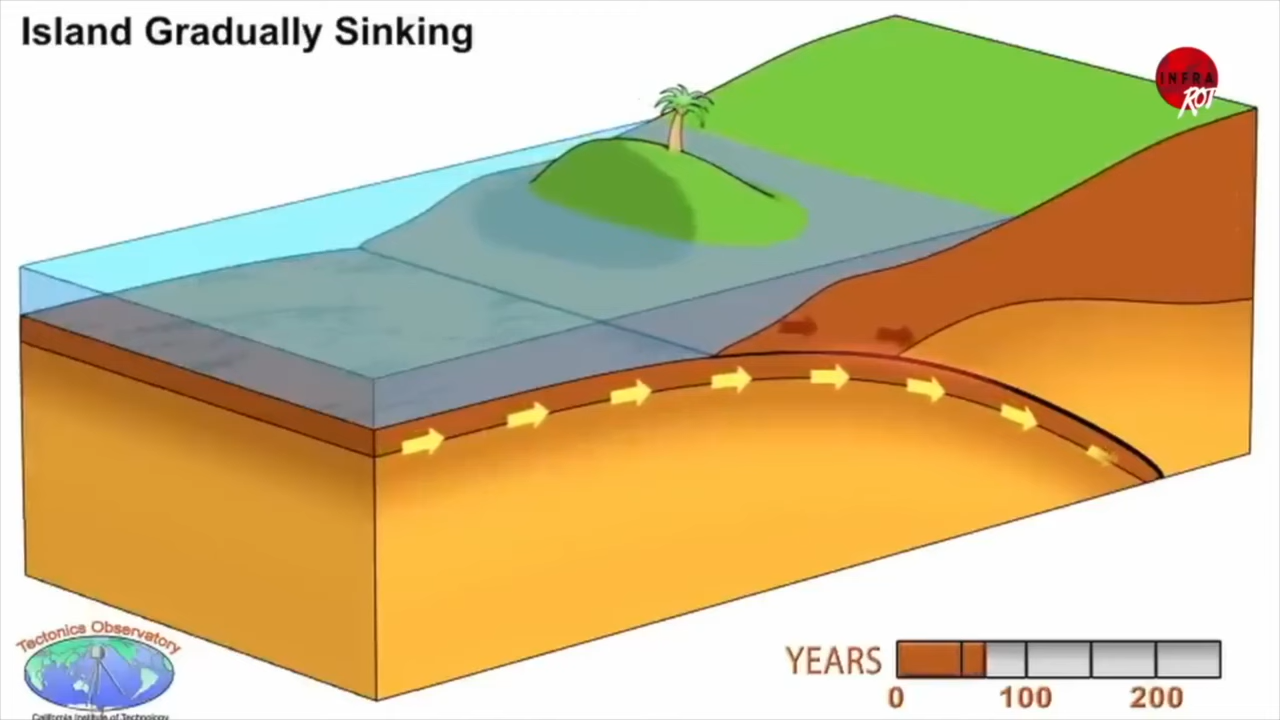 Island Gradually Sinking
INFRA
ROT
Tectonics Observatory
California Institute of Technology
YEARS
0 100 200